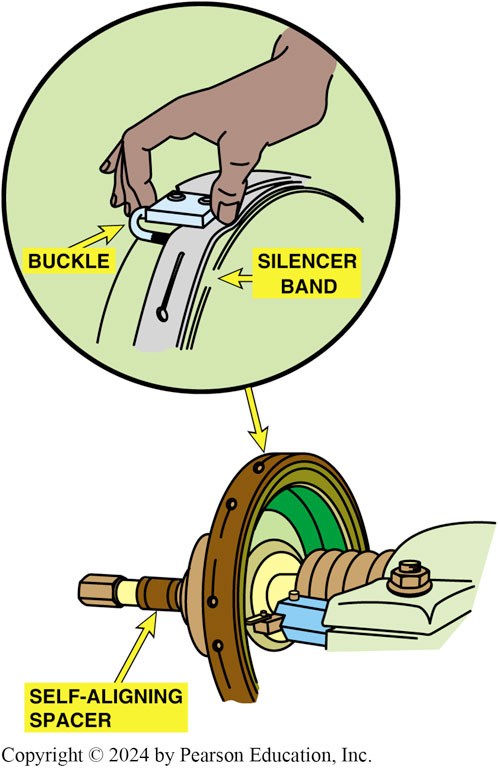 BUCKLE
SILENCER
BAND
SELF-ALIGNING
SPACER
Copyright © 2024 by Pearson Education, Inc.